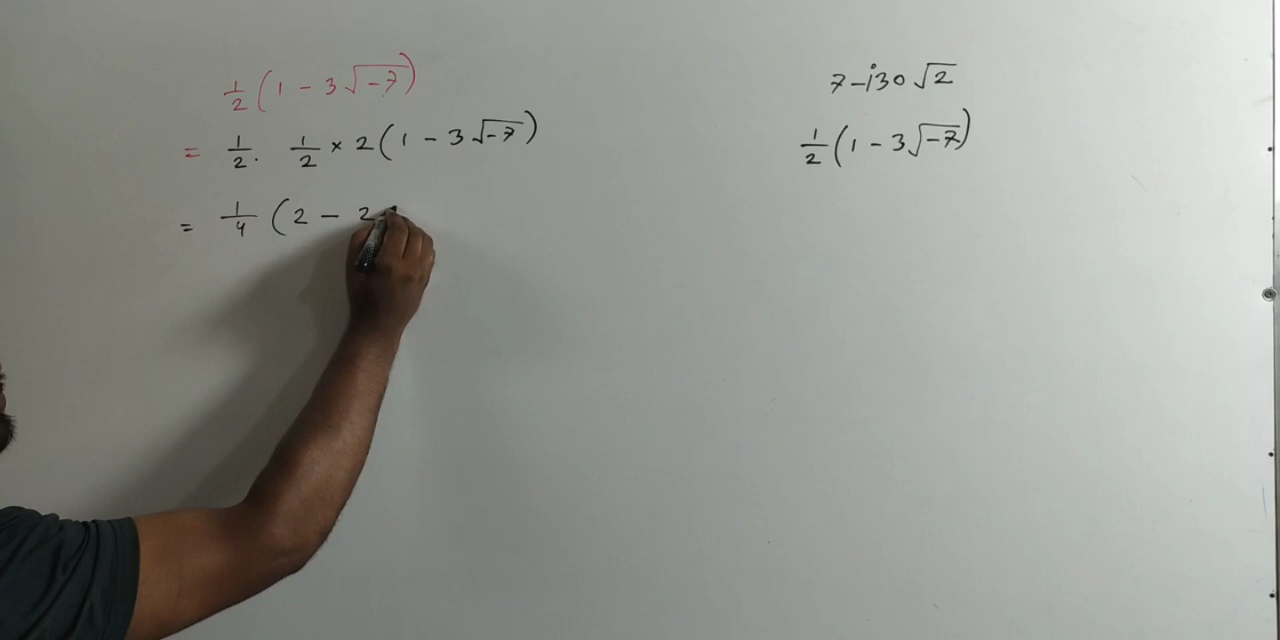 1/2 (1 - 3√-7)
= 1/2 . 1/2 × 2 (1 - 3√-7)
= 1/4 (2 - 2
7 - i30√2
1/2 (1 - 3√-7)